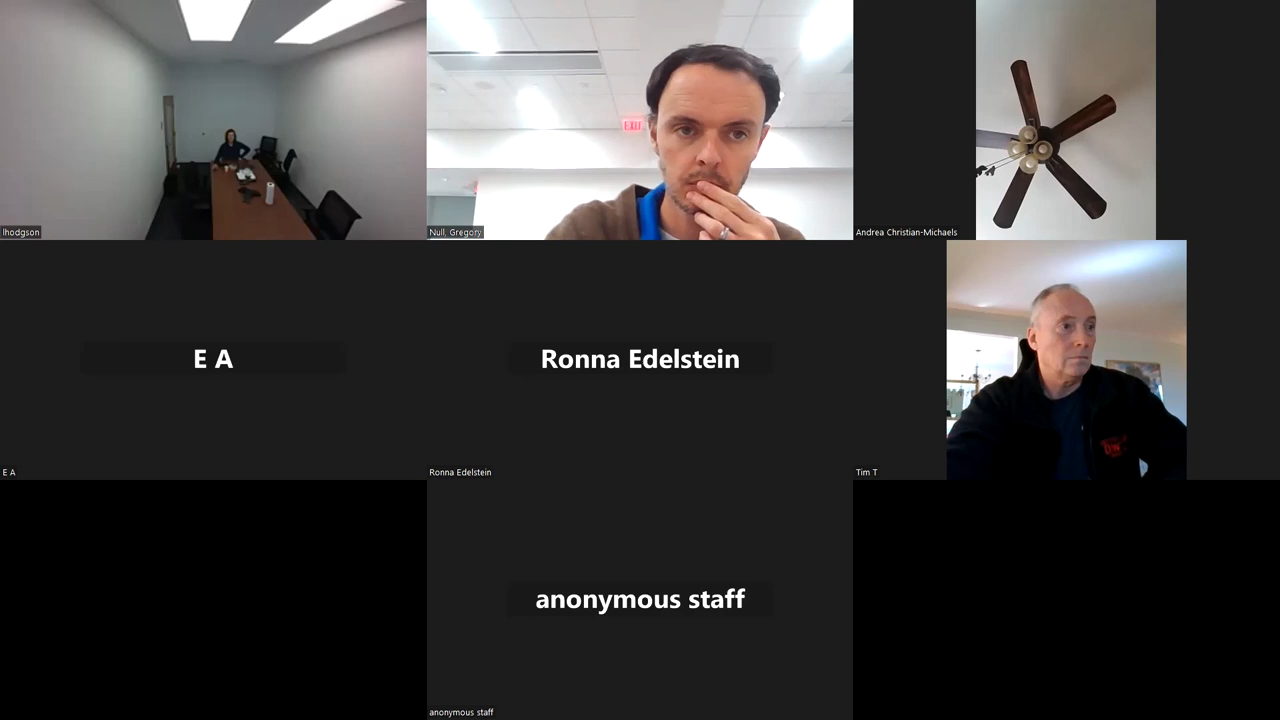 EXIT
lhodgson
Null, Gregory
Andrea Christian-Michaels
E A
Ronna Edelstein
E A
Ronna Edelstein
Tim T
anonymous staff
anonymous staff